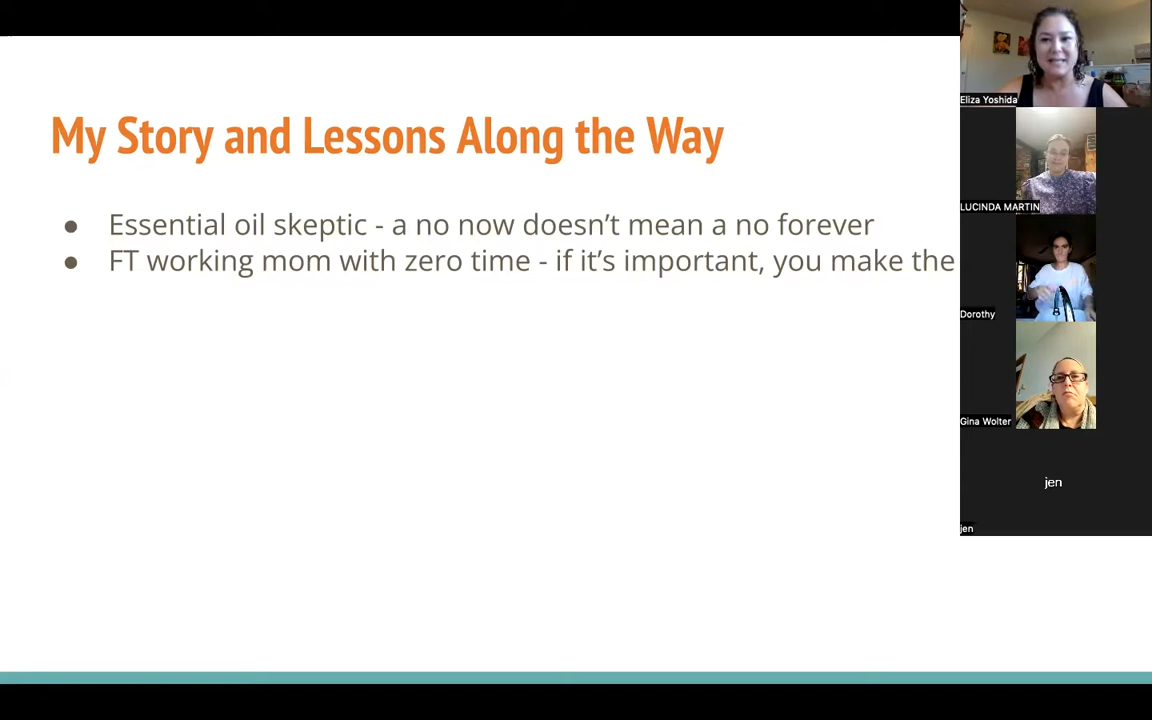 My Story and Lessons Along the Way
● Essential oil skeptic - a no now doesn’t mean a no forever
● FT working mom with zero time - if it’s important, you make the
Eliza Yoshida
LUCINDA MARTIN
Dorothy
Gina Wolter
jen
jen